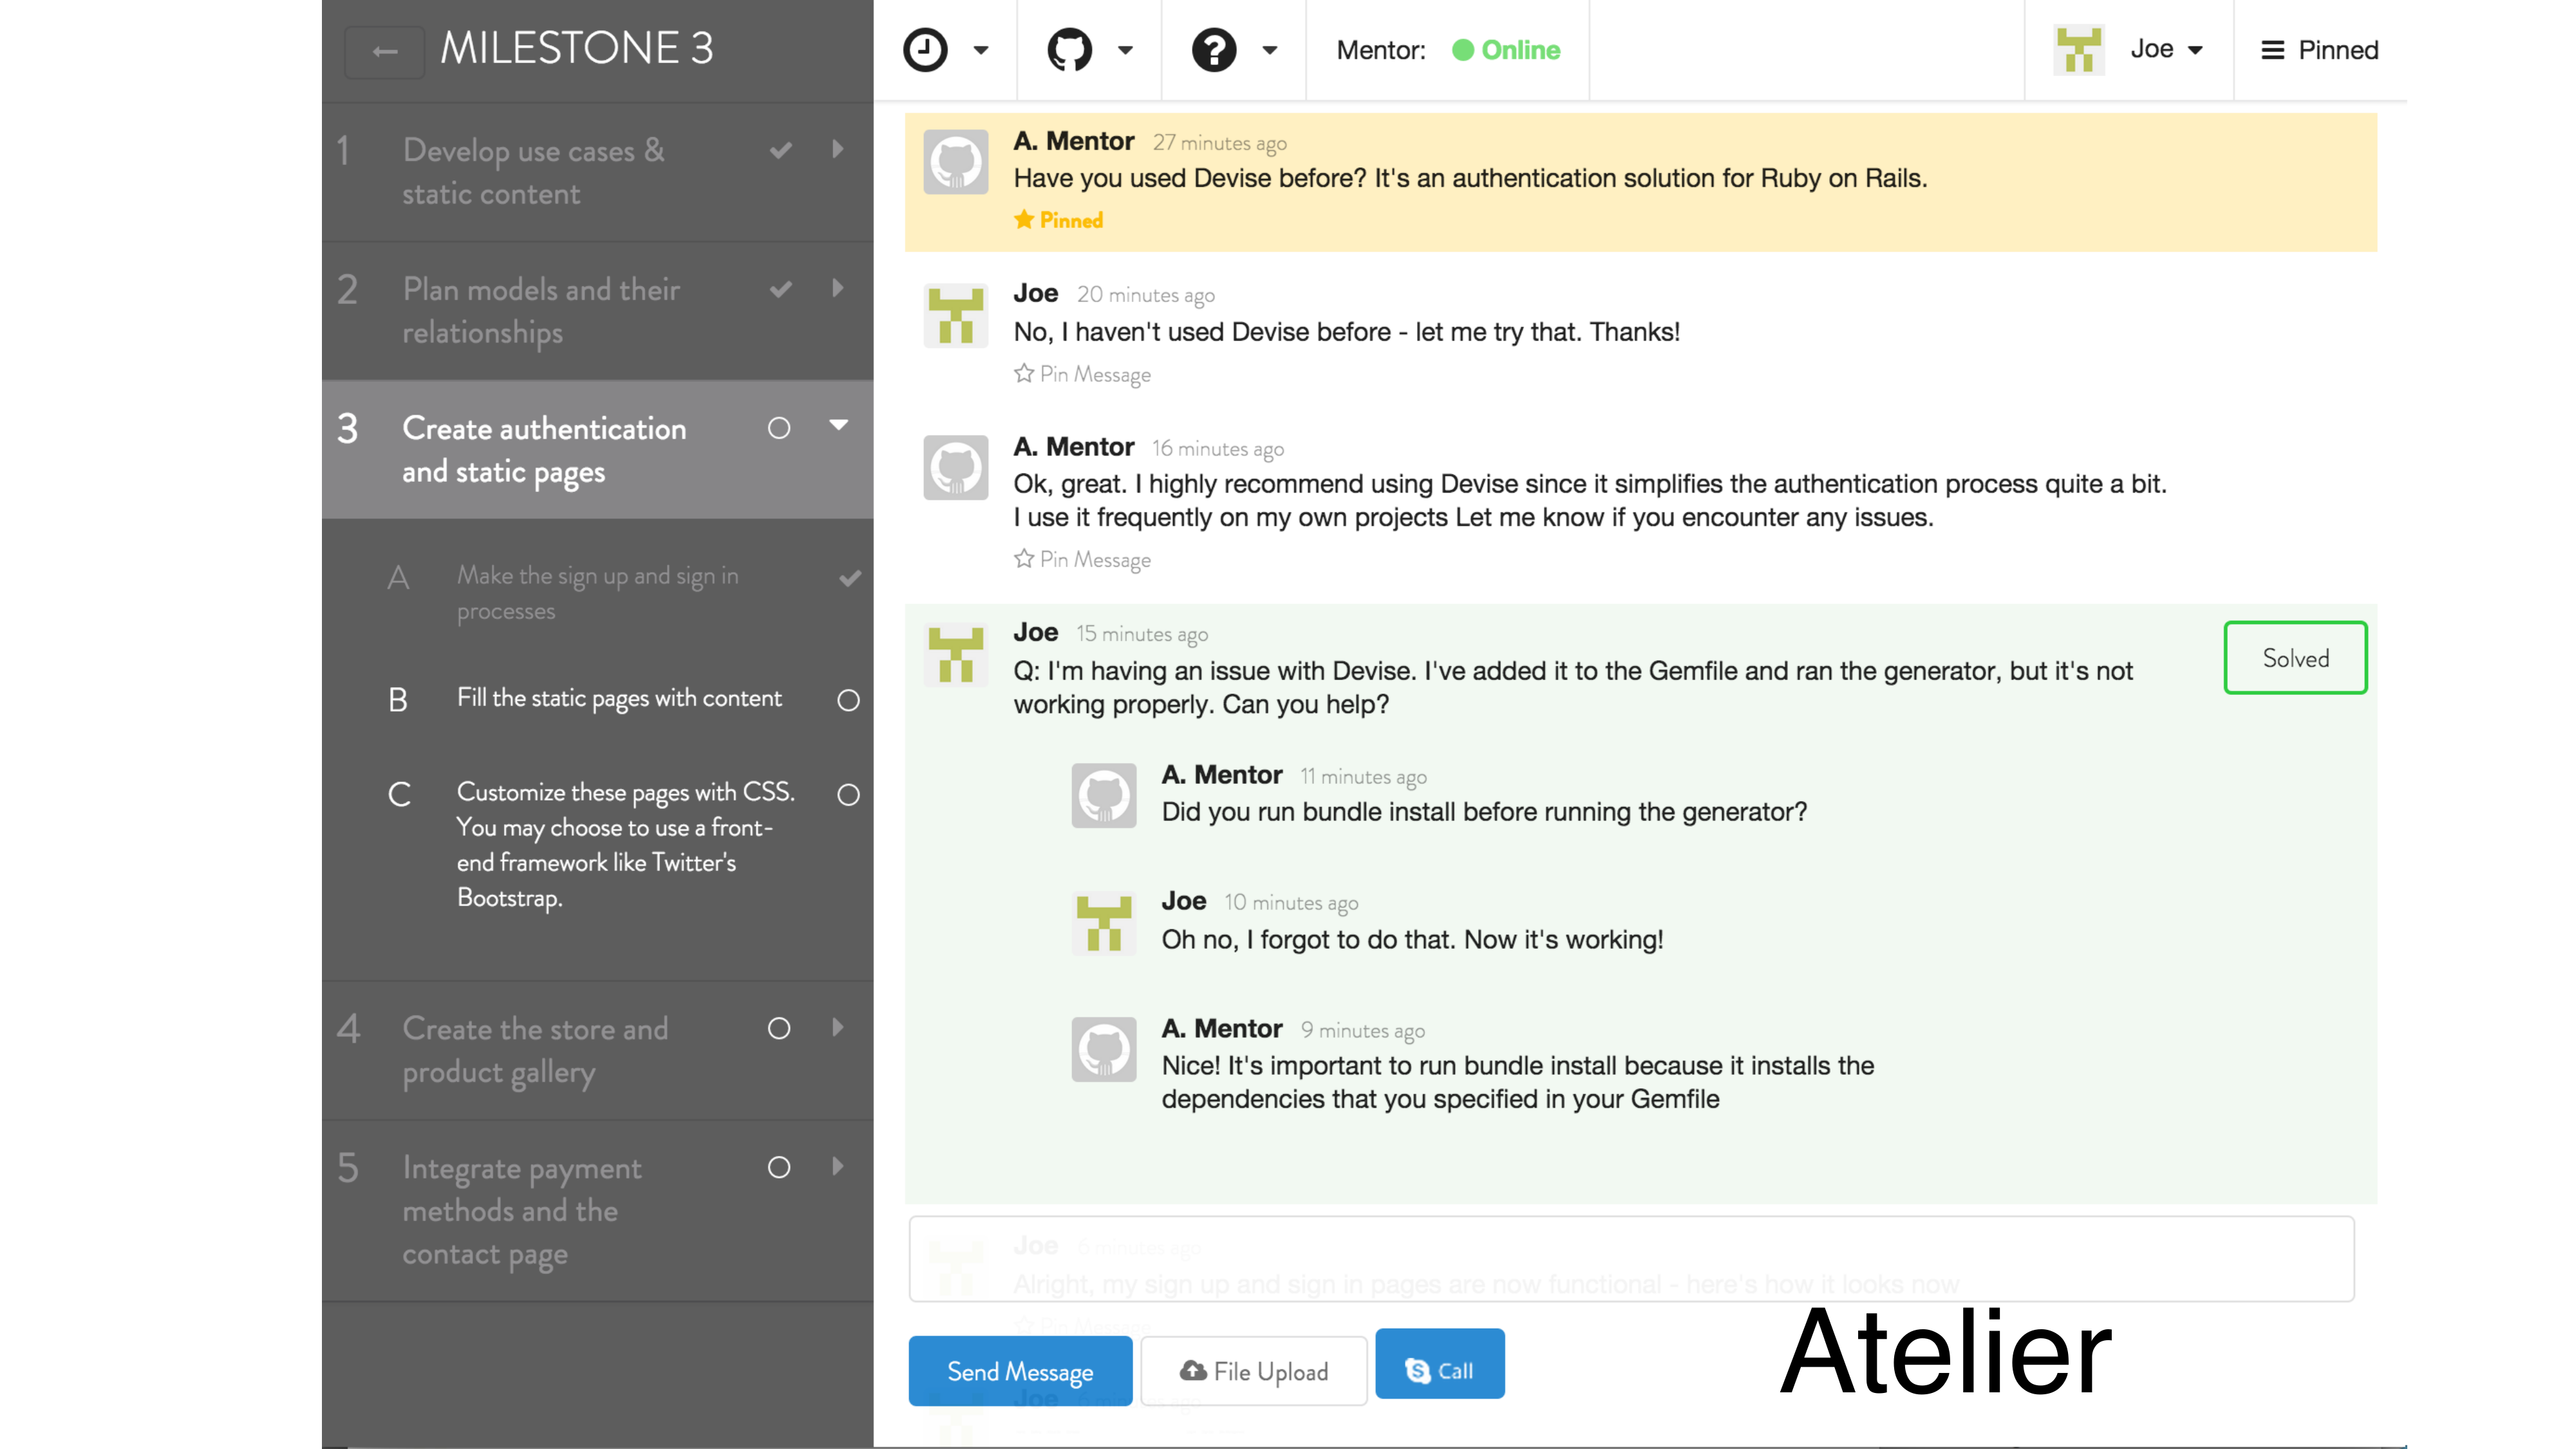 MILESTONE 3
1 Develop use cases &
static content
2 Plan models and their
relationships
3 Create authentication
and static pages
A Make the sign up and sign in
processes
B Fill the static pages with content
C Customize these pages with CSS.
You may choose to use a front-
end framework like Twitter's
Bootstrap.
4 Create the store and
product gallery
5 Integrate payment
methods and the
contact page
Mentor: Online
Joe
Pinned
A. Mentor 27 minutes ago
Have you used Devise before? It's an authentication solution for Ruby on Rails.
Pinned
Joe 20 minutes ago
No, I haven't used Devise before - let me try that. Thanks!
Pin Message
A. Mentor 16 minutes ago
Ok, great. I highly recommend using Devise since it simplifies the authentication process quite a bit.
I use it frequently on my own projects Let me know if you encounter any issues.
Pin Message
Joe 15 minutes ago
Q: I'm having an issue with Devise. I've added it to the Gemfile and ran the generator, but it's not
working properly. Can you help?
Solved
A. Mentor 11 minutes ago
Did you run bundle install before running the generator?
Joe 10 minutes ago
Oh no, I forgot to do that. Now it's working!
A. Mentor 9 minutes ago
Nice! It's important to run bundle install because it installs the
dependencies that you specified in your Gemfile
Joe minutes ago
Alright, my sign up and sign in pages are now functional - here's how it looks now
Pin Message
Send Message
File Upload
Call
Joe
Atelier